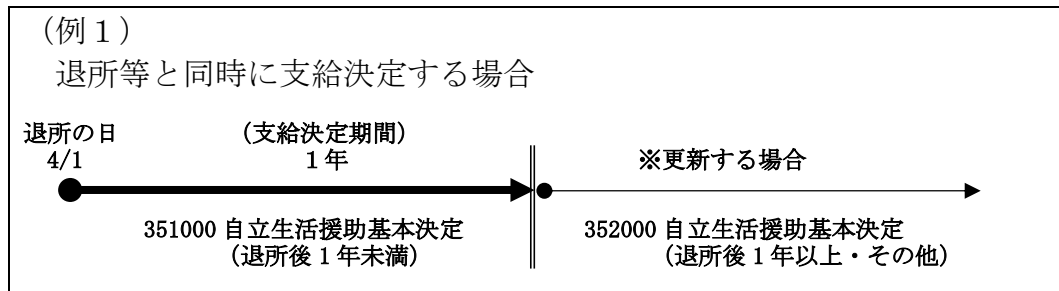 （例１）
退所等と同時に支給決定する場合
退所の日
4/1
(支給決定期間)
１年
※更新する場合
351000 自立生活援助基本決定
(退所後１年未満)
352000 自立生活援助基本決定
(退所後１年以上・その他)